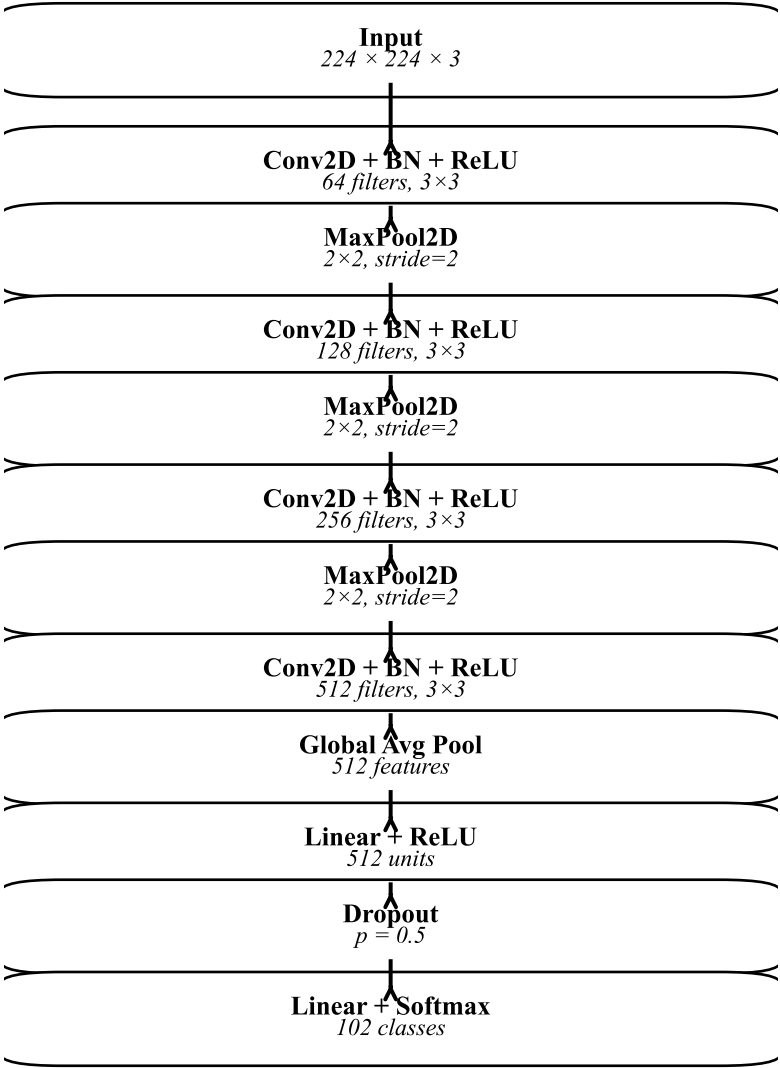 Input
224 × 224 × 3
Conv2D + BN + ReLU
64 filters, 3×3
MaxPool2D
2×2, stride=2
Conv2D + BN + ReLU
128 filters, 3×3
MaxPool2D
2×2, stride=2
Conv2D + BN + ReLU
256 filters, 3×3
MaxPool2D
2×2, stride=2
Conv2D + BN + ReLU
512 filters, 3×3
Global Avg Pool
512 features
Linear + ReLU
512 units
Dropout
p = 0.5
Linear + Softmax
102 classes